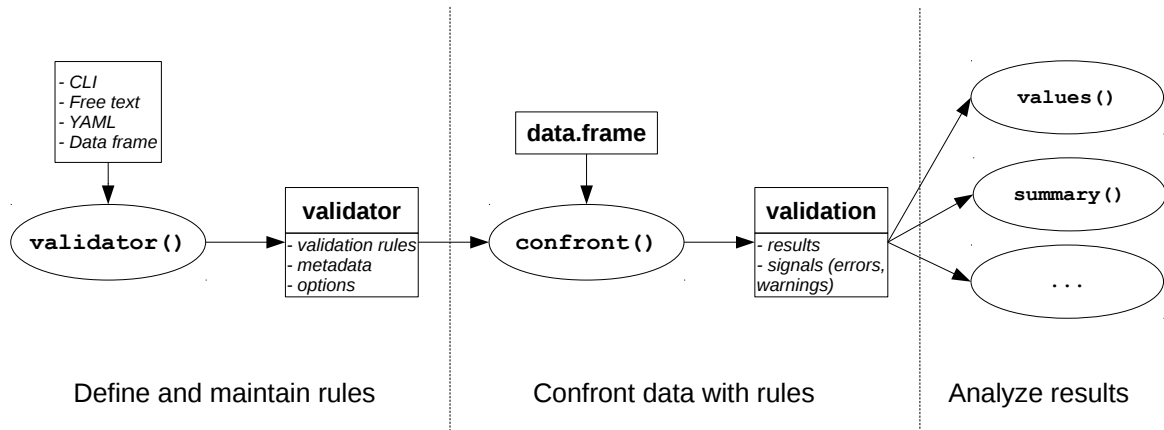 - CLI
- Free text
- YAML
- Data frame
validator()
validator
- validation rules
- metadata
- options
data.frame
confront()
validation
- results
- signals (errors,
warnings)
values()
summary()
...
Define and maintain rules
Confront data with rules
Analyze results